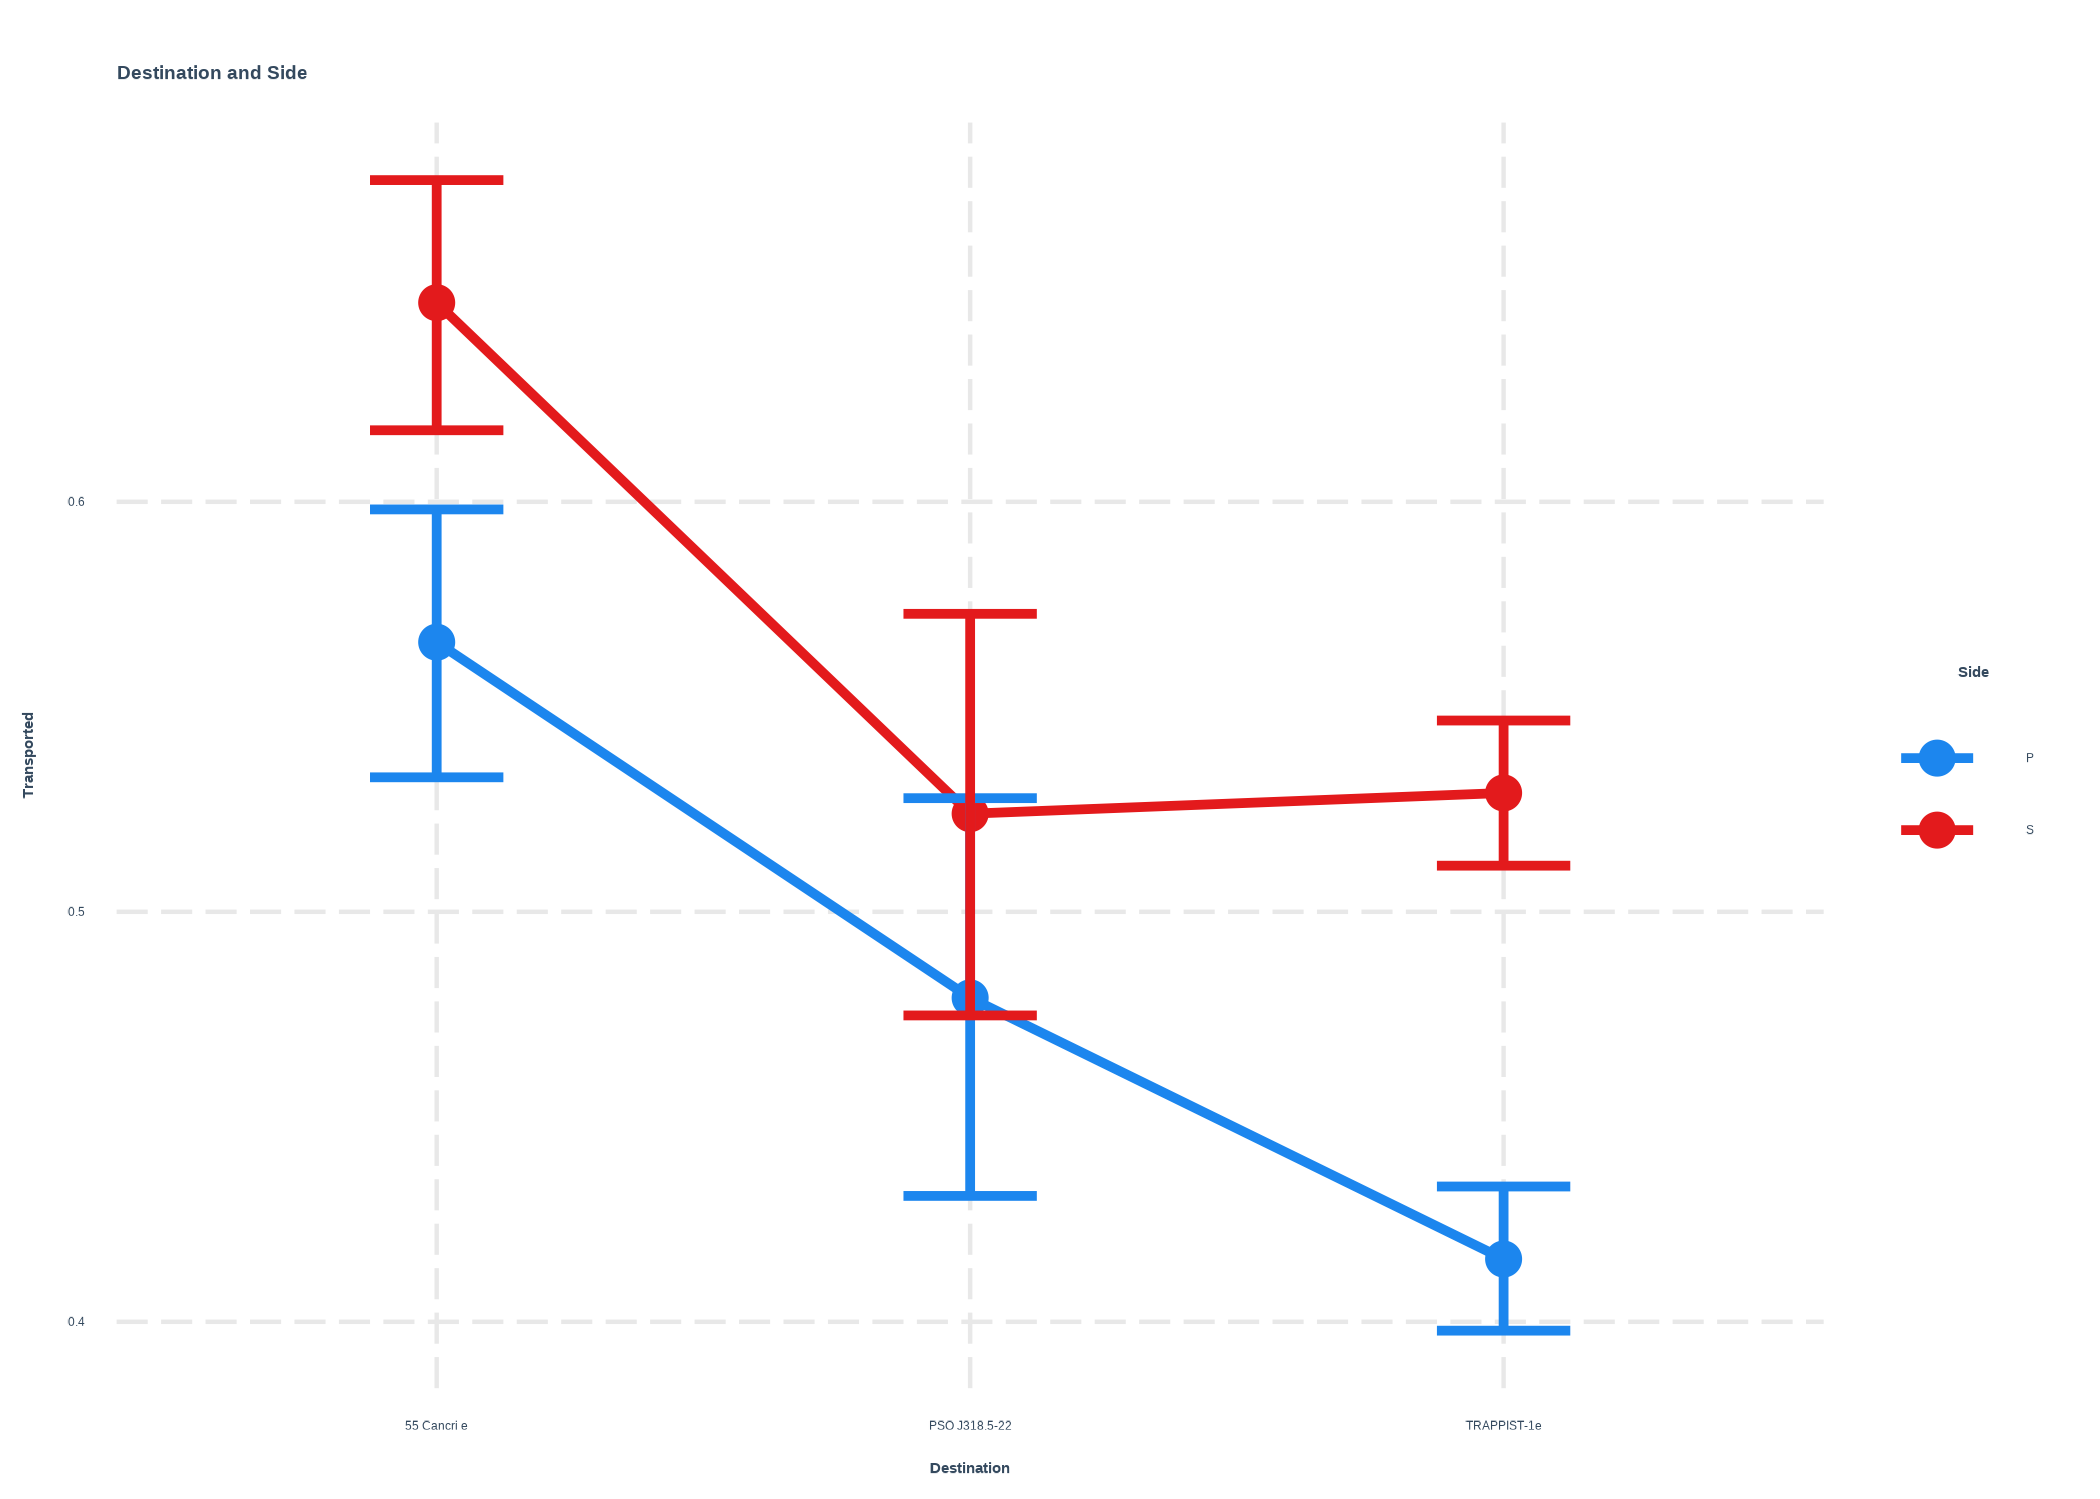 Destination and Side
Transported
0.6
0.5
0.4
55 Cancri e
PSO J318.5-22
TRAPPIST-1e
Destination
Side
P
S